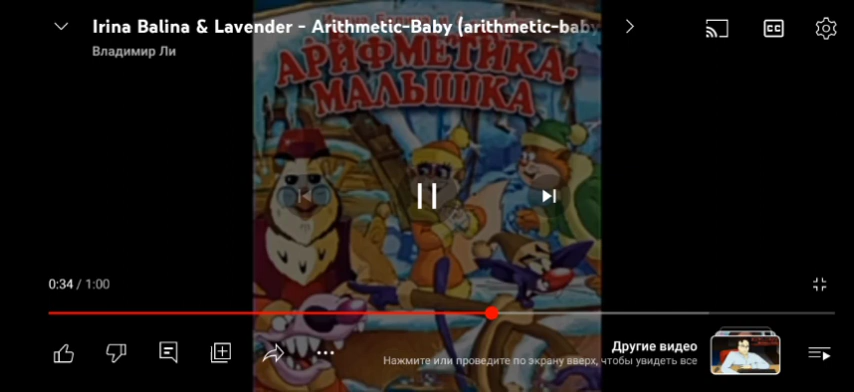 Irina Balina & Lavender - Arithmetic-Baby (arithmetic-baby
Владимир Ли
АРИФМЕТИКА-
МАЛЫШКА
CC
0:34 / 1:00
Другие видео
Нажмите или проведите по экрану вверх, чтобы увидеть все